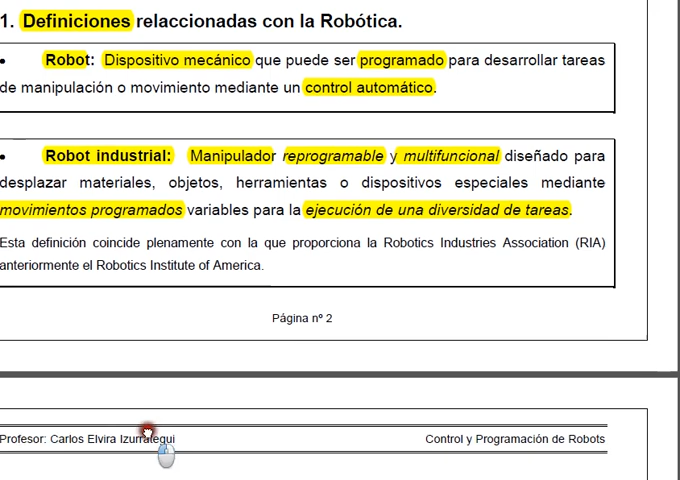 1. Definiciones relaccionadas con la Robótica.
• Robot: Dispositivo mecánico que puede ser programado para desarrollar tareas
de manipulación o movimiento mediante un control automático.
• Robot industrial: Manipulador reprogramable y multifuncional diseñado para
desplazar materiales, objetos, herramientas o dispositivos especiales mediante
movimientos programados variables para la ejecución de una diversidad de tareas.
Esta definición coincide plenamente con la que proporciona la Robotics Industries Association (RIA)
anteriormente el Robotics Institute of America.
Página nº 2
Profesor: Carlos Elvira Izurrategui
Control y Programación de Robots